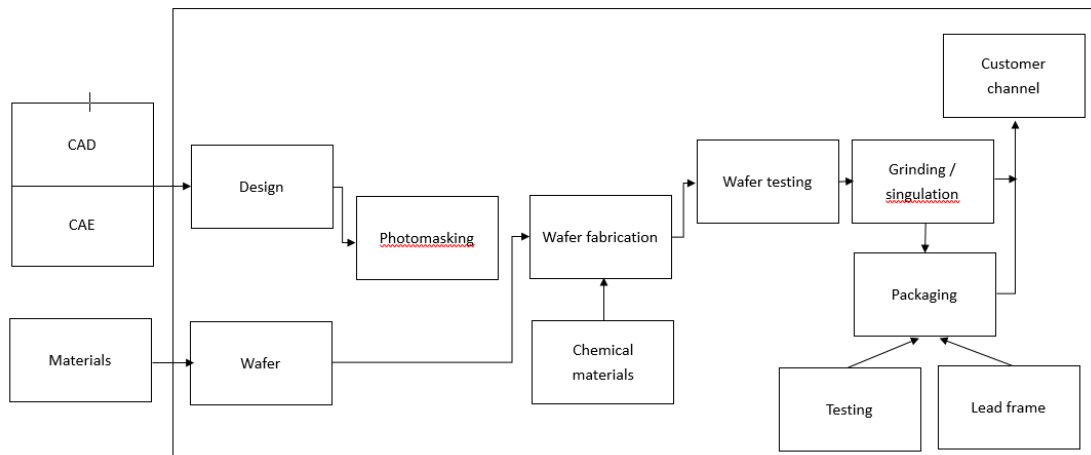 Customer
channel
CAD
CAE
Design
Photomasking
Wafer fabrication
Wafer testing
Grinding /
singulation
Packaging
Materials
Wafer
Chemical
materials
Testing
Lead frame